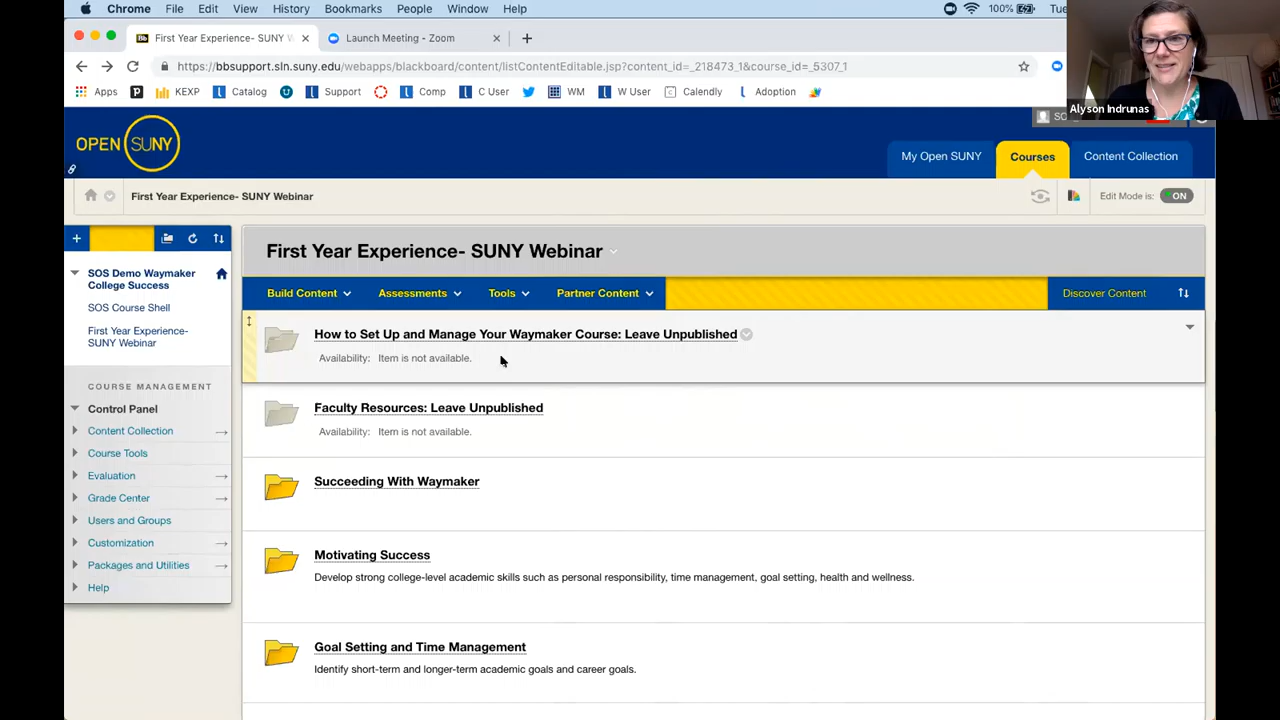 Chrome File Edit View History Bookmarks People Window Help 100% Tue
First Year Experience- SUNY W Launch Meeting - Zoom
https://bbsupport.sln.suny.edu/webapps/blackboard/content/listContentEditable.jsp?content_id=_218473_1&course_id=_5307_1
Apps KEXP Catalog Support Comp C User WM W User Calendly Adoption
Alyson Indrunas
OPEN SUNY
My Open SUNY Courses Content Collection
First Year Experience- SUNY Webinar Edit Mode is: ON
First Year Experience- SUNY Webinar
SOS Demo Waymaker
College Success
SOS Course Shell
First Year Experience-
SUNY Webinar
COURSE MANAGEMENT
Control Panel
Content Collection
Course Tools
Evaluation
Grade Center
Users and Groups
Customization
Packages and Utilities
Help
Build Content Assessments Tools Partner Content Discover Content
How to Set Up and Manage Your Waymaker Course: Leave Unpublished
Availability: Item is not available.
Faculty Resources: Leave Unpublished
Availability: Item is not available.
Succeeding With Waymaker
Motivating Success
Develop strong college-level academic skills such as personal responsibility, time management, goal setting, health and wellness.
Goal Setting and Time Management
Identify short-term and longer-term academic goals and career goals.